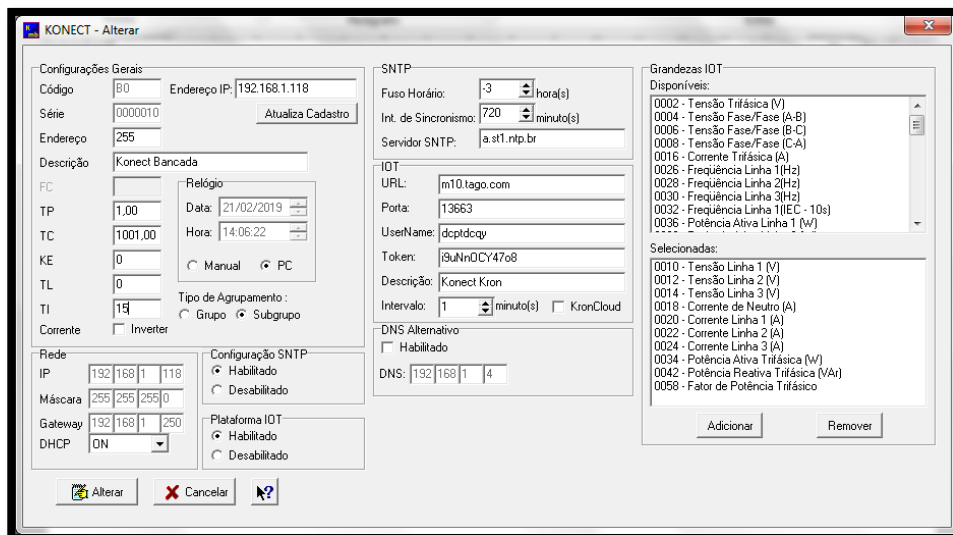 KONECT - Alterar
Configurações Gerais
Código B0 Endereço IP: 192.168.1.118
Série 0000010 Atualiza Cadastro
Endereço 255
Descrição Konect Bancada
FC
TP 1,00
TC 1001,00
KE 0
TL 0
TI 15
Corrente Inverter
Relógio
Data: 21/02/2019
Hora: 14:06:22
Manual PC
Tipo de Agrupamento :
Grupo Subgrupo
Rede
IP 192 168 1 118
Máscara 255 255 255 0
Gateway 192 168 1 250
DHCP ON
Configuração SNTP
Habilitado
Desabilitado
Plataforma IOT
Habilitado
Desabilitado
Alterar Cancelar ?
SNTP
Fuso Horário: -3 hora(s)
Int. de Sincronismo: 720 minuto(s)
Servidor SNTP: a.st1.ntp.br
IOT
URL: m10.tago.com
Porta: 13663
UserName: dcptdcqy
Token: i9uNnOCY47o8
Descrição: Konect Kron
Intervalo: 1 minuto(s) KronCloud
DNS Alternativo
Habilitado
DNS: 192 168 1 4
Grandezas IOT
Disponíveis:
0002 - Tensão Trifásica (V)
0004 - Tensão Fase/Fase (A-B)
0006 - Tensão Fase/Fase (B-C)
0008 - Tensão Fase/Fase (C-A)
0016 - Corrente Trifásica (A)
0026 - Freqüência Linha 1(Hz)
0028 - Freqüência Linha 2(Hz)
0030 - Freqüência Linha 3(Hz)
0032 - Freqüência Linha 1(IEC - 10s)
0036 - Potência Ativa Linha 1 (W)
Selecionadas:
0010 - Tensão Linha 1 (V)
0012 - Tensão Linha 2 (V)
0014 - Tensão Linha 3 (V)
0018 - Corrente de Neutro (A)
0020 - Corrente Linha 1 (A)
0022 - Corrente Linha 2 (A)
0024 - Corrente Linha 3 (A)
0034 - Potência Ativa Trifásica (W)
0042 - Potência Reativa Trifásica (VAr)
0058 - Fator de Potência Trifásico
Adicionar Remover